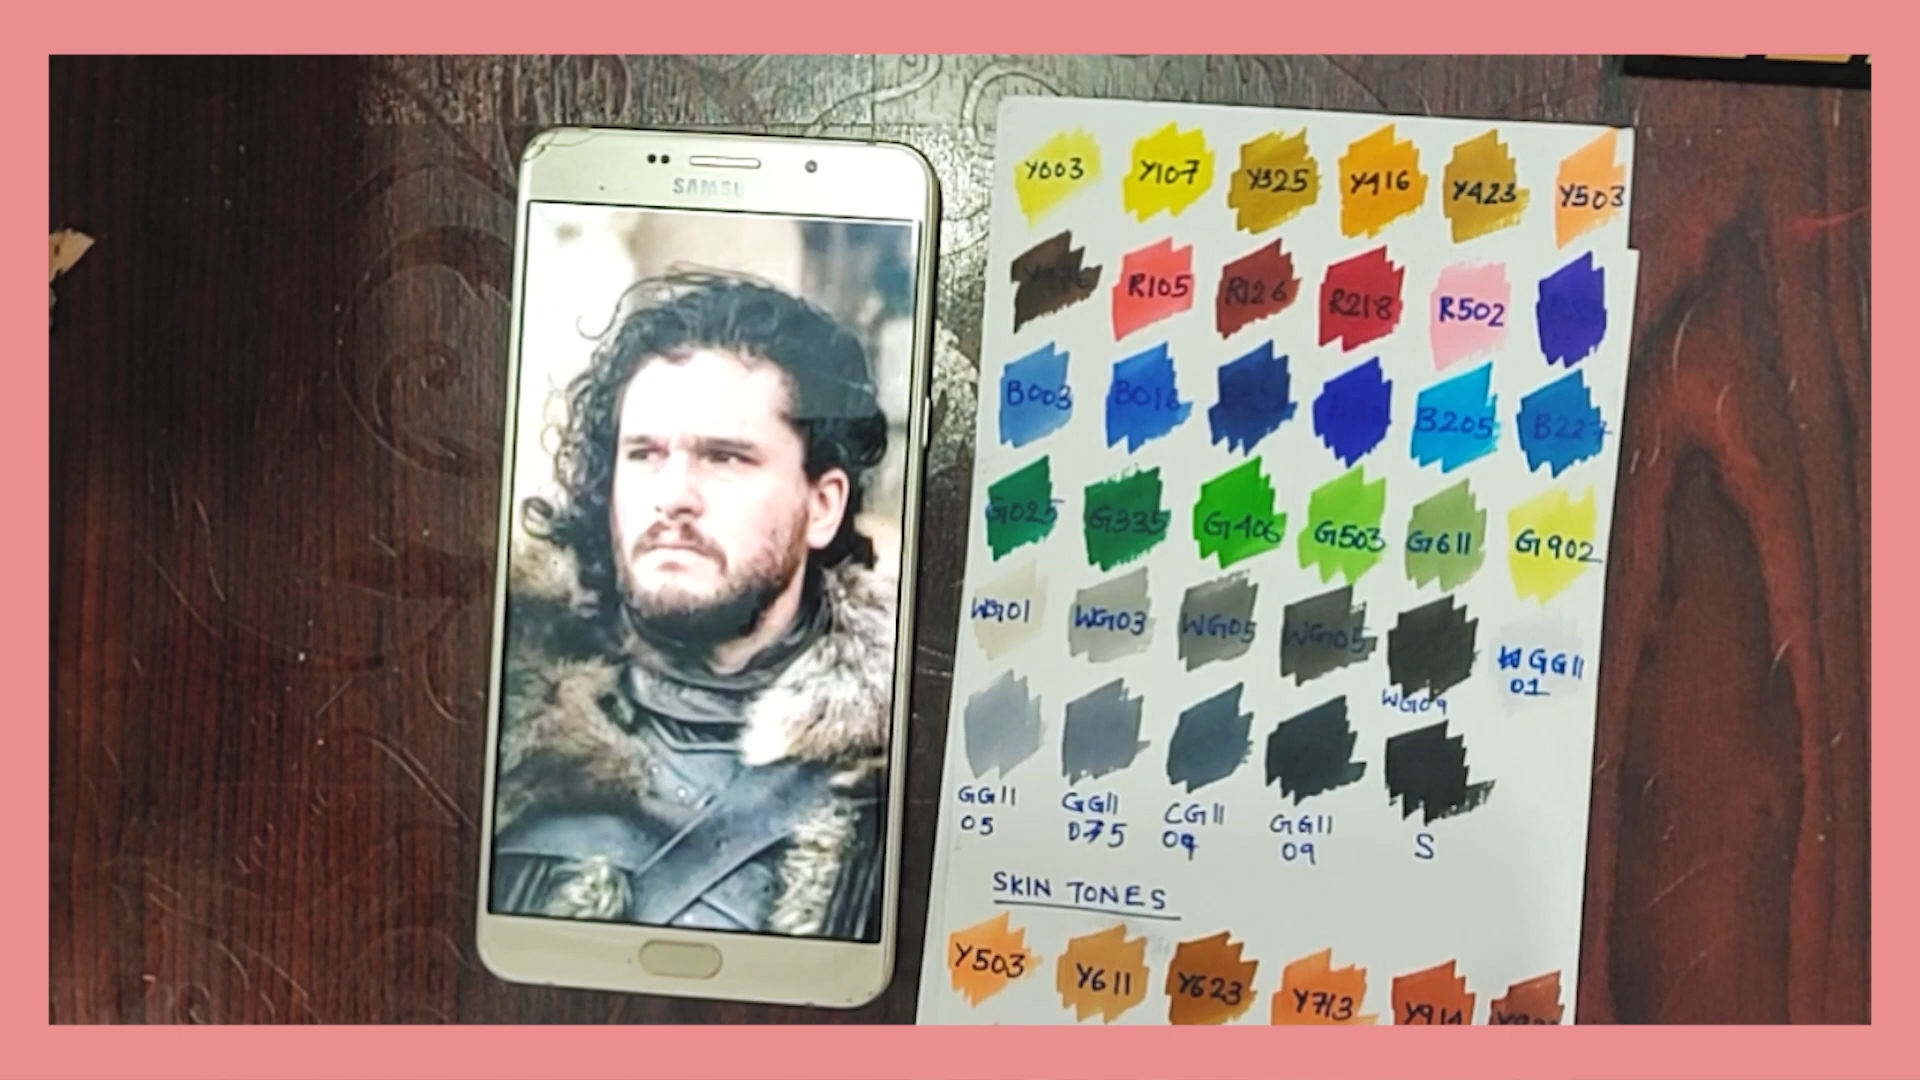 SAMSU
Y003 Y107 Y325 Y416 Y423 Y503
R105 R126 R218 R502
B003 B016 B205 B227
G025 G335 G406 G503 G611 G902
WG01 WG03 WG05 WG05
WG09
GG11
01
GG11 GG11 CG11 GG11 S
05 09 09
SKIN TONES
Y503 Y611 Y623 Y713 Y914